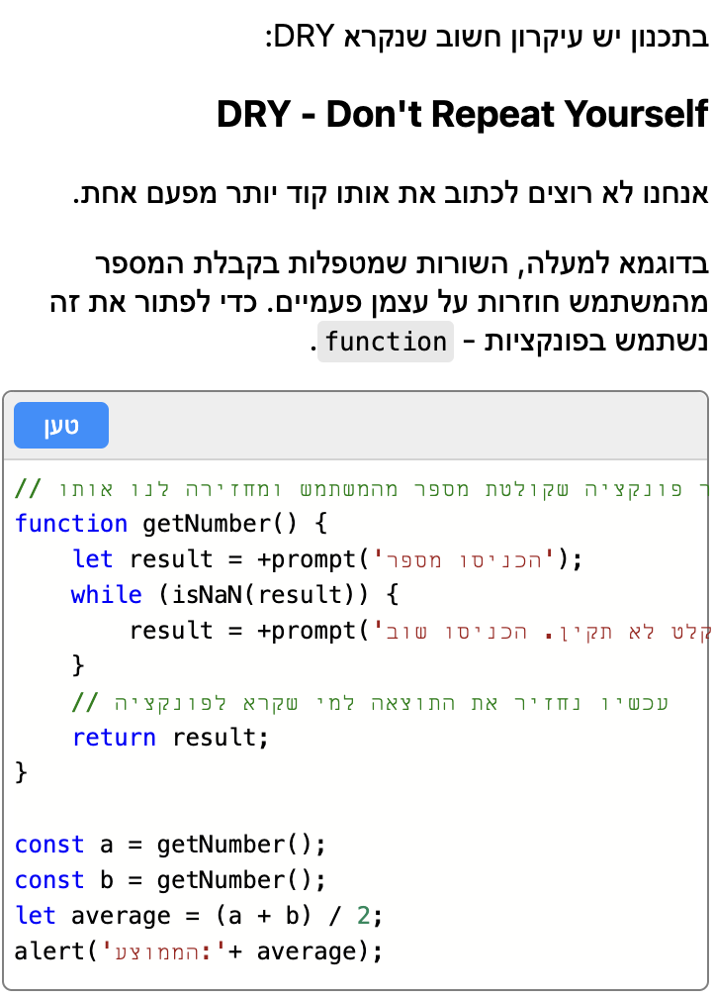 בתכנון יש עיקרון חשוב שנקרא DRY:
DRY - Don't Repeat Yourself
אנחנו לא רוצים לכתוב את אותו קוד יותר מפעם אחת.
בדוגמא למעלה, השורות שמטפלות בקבלת המספר
מהמשתמש חוזרות על עצמן פעמיים. כדי לפתור את זה
נשתמש בפונקציות - function.
טען
// פונקציה שקולטת מספר מהמשתמש ומחזירה לנו אותו
function getNumber() {
    let result = +prompt('הכניסו מספר');
    while (isNaN(result)) {
        result = +prompt('קלט לא תקין. הכניסו שוב
    }
    // עכשיו נחזיר את התוצאה למי שקרא לפונקציה
    return result;
}
const a = getNumber();
const b = getNumber();
let average = (a + b) / 2;
alert('הממוצע:'+ average);